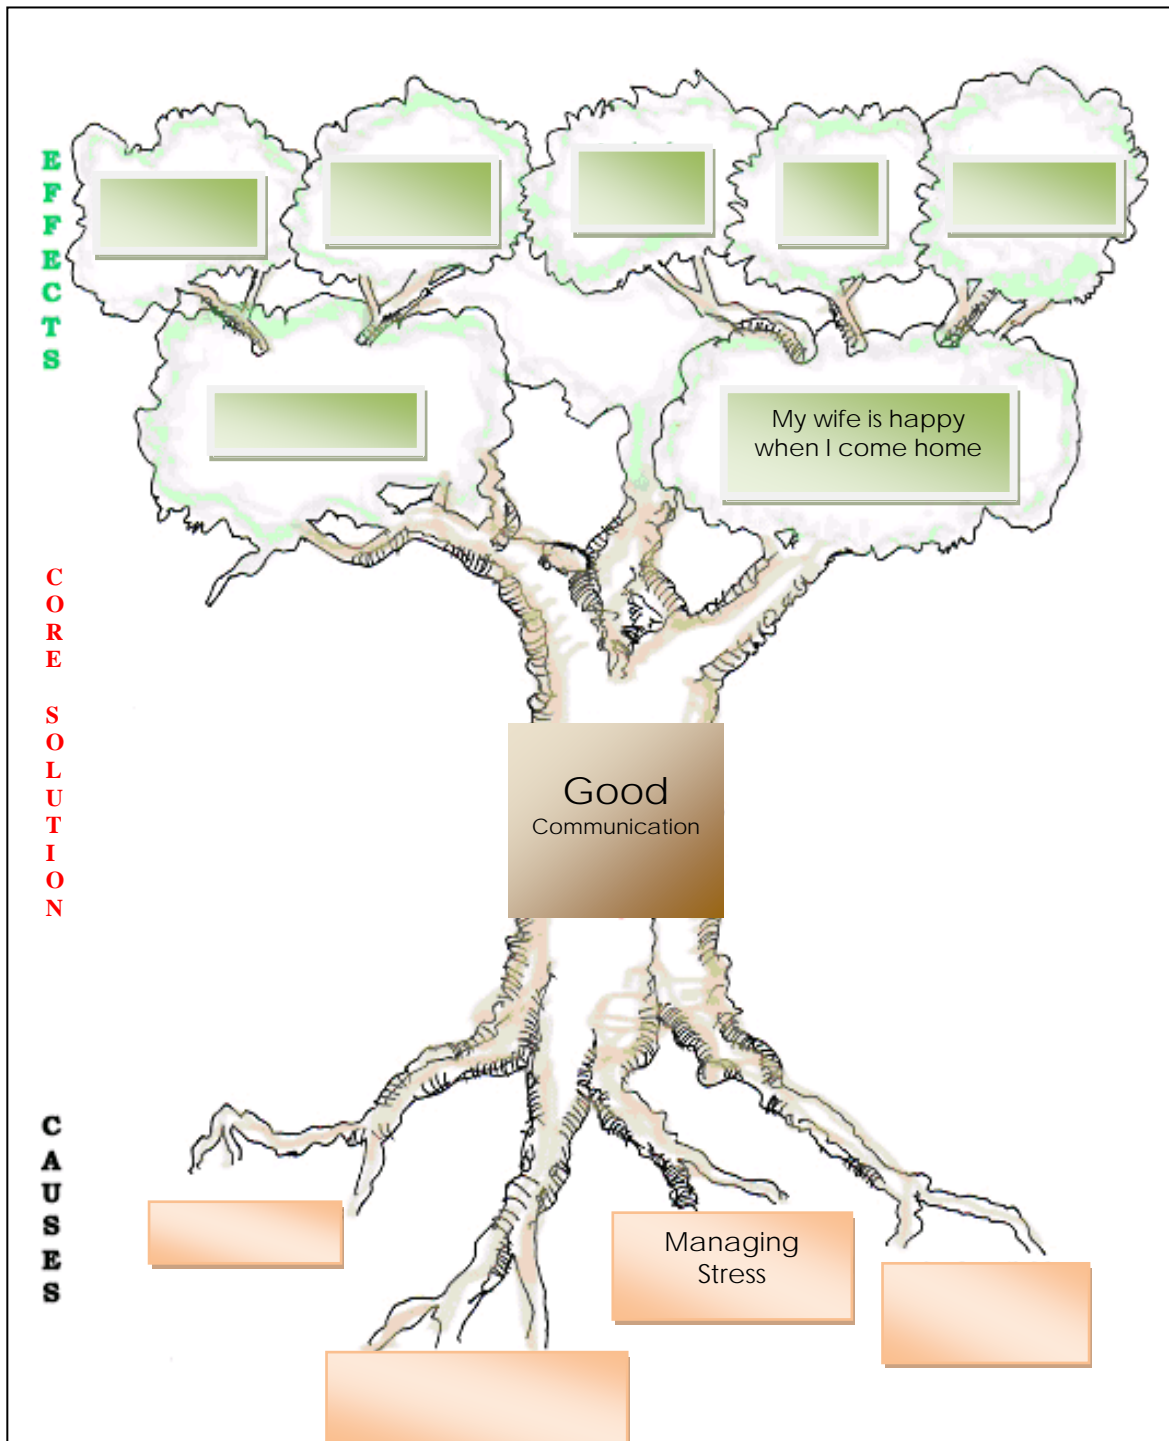 EFFECTS
My wife is happy
when I come home
CORE SOLUTION
Good
Communication
CAUSES
Managing
Stress